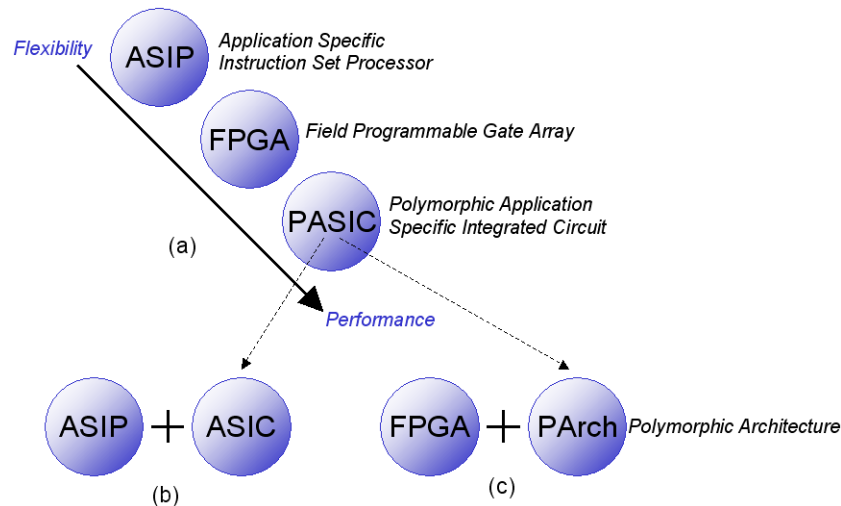 Flexibility
ASIP
Application Specific
Instruction Set Processor
FPGA
Field Programmable Gate Array
PASIC
Polymorphic Application
Specific Integrated Circuit
(a)
Performance
ASIP + ASIC
(b)
FPGA + PArch
Polymorphic Architecture
(c)